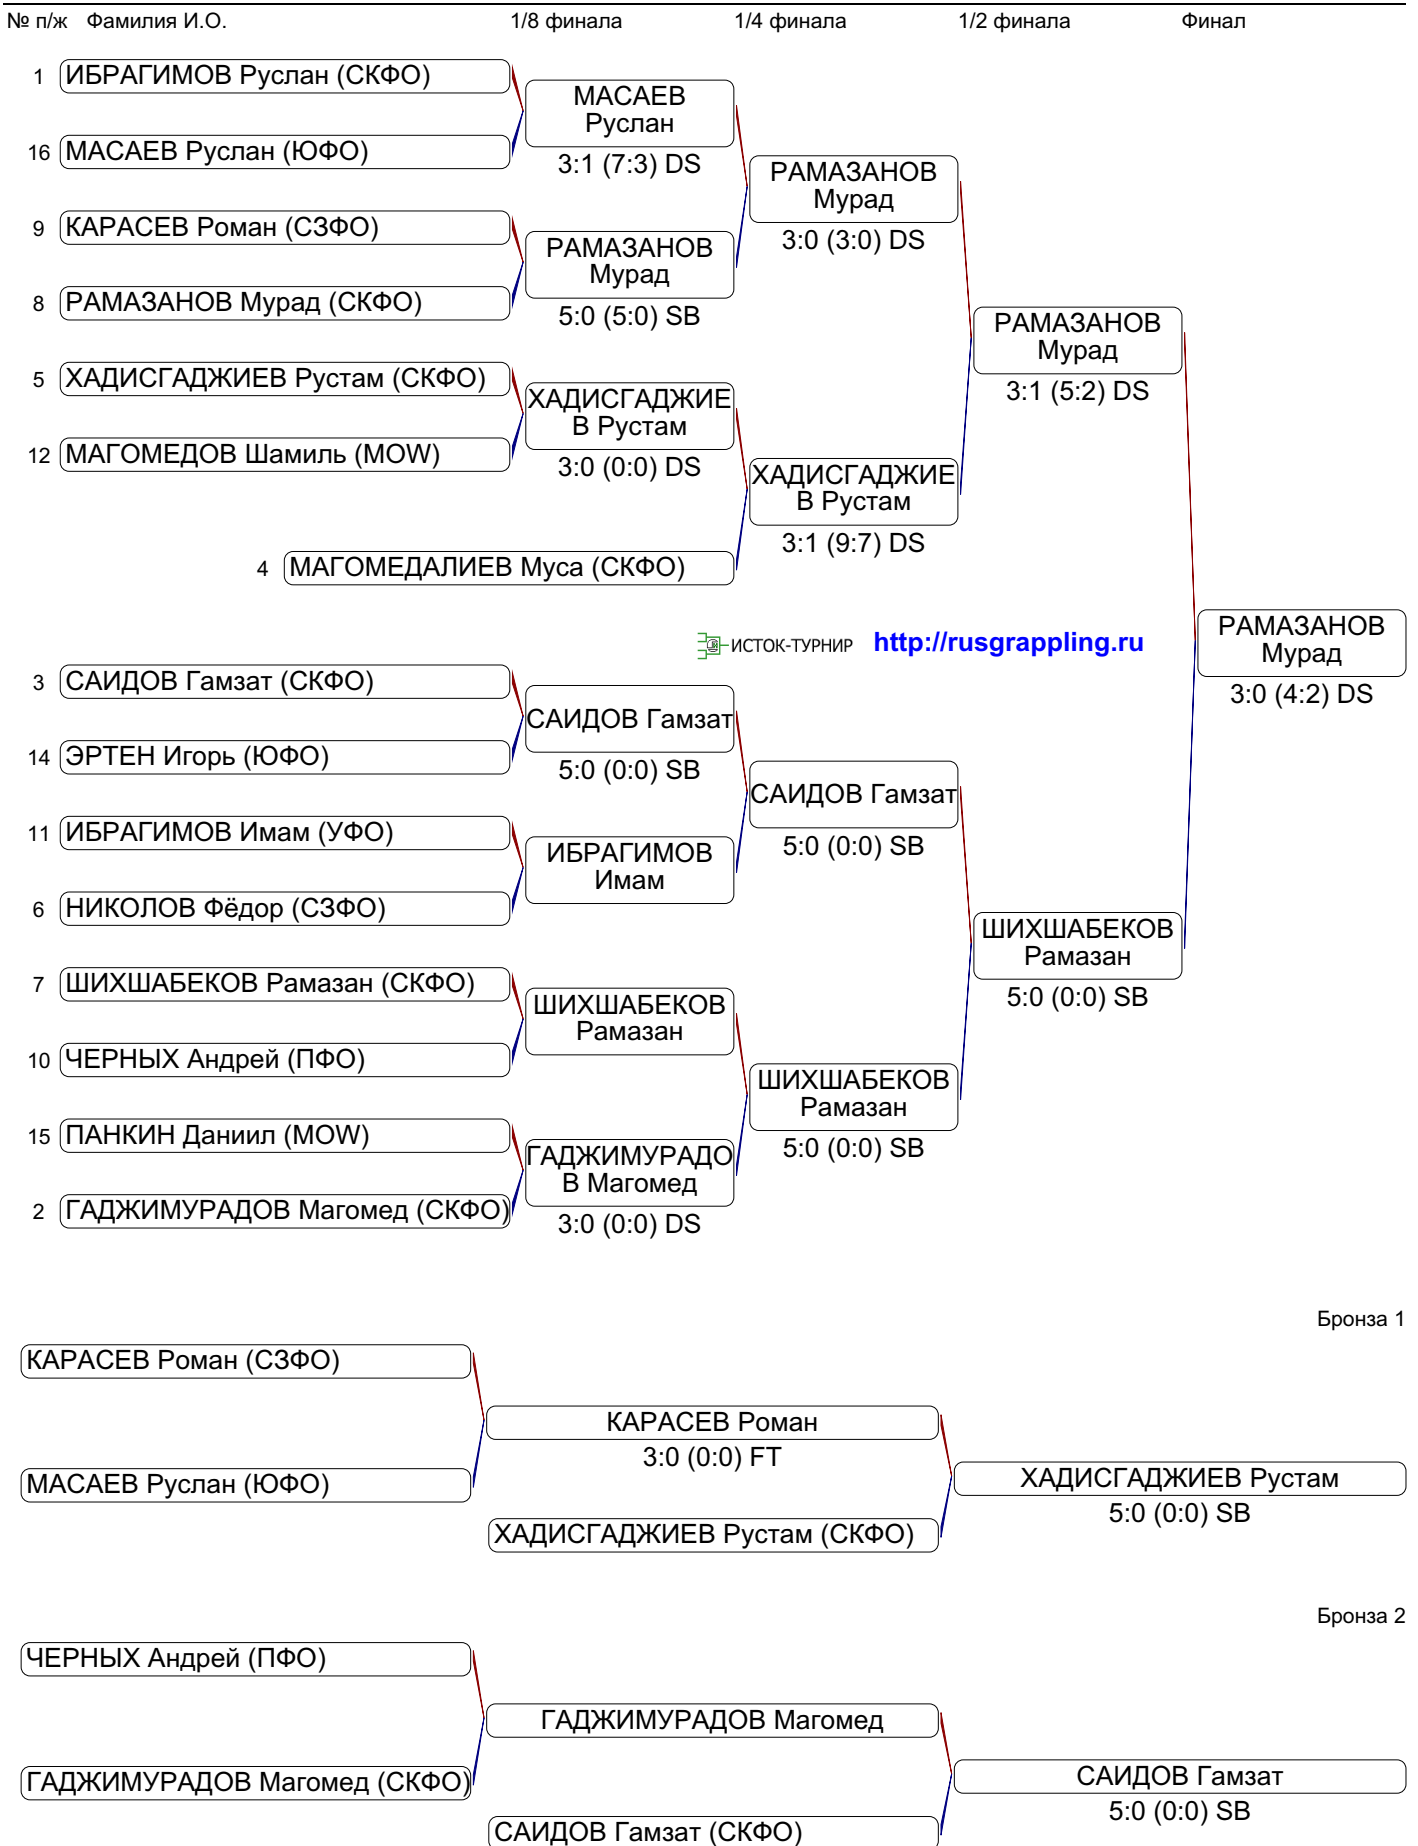 № п/ж Фамилия И.О. 1/8 финала 1/4 финала 1/2 финала Финал
1 ИБРАГИМОВ Руслан (СКФО)
МАСАЕВ
Руслан
3:1 (7:3) DS
16 МАСАЕВ Руслан (ЮФО)
РАМАЗАНОВ
Мурад
3:0 (3:0) DS
9 КАРАСЕВ Роман (СЗФО)
РАМАЗАНОВ
Мурад
5:0 (5:0) SB
8 РАМАЗАНОВ Мурад (СКФО)
РАМАЗАНОВ
Мурад
3:1 (5:2) DS
5 ХАДИСГАДЖИЕВ Рустам (СКФО)
ХАДИСГАДЖИЕ
В Рустам
3:0 (0:0) DS
12 МАГОМЕДОВ Шамиль (MOW)
ХАДИСГАДЖИЕ
В Рустам
3:1 (9:7) DS
4 МАГОМЕДАЛИЕВ Муса (СКФО)
ИСТОК-ТУРНИР http://rusgrappling.ru
РАМАЗАНОВ
Мурад
3:0 (4:2) DS
3 САИДОВ Гамзат (СКФО)
САИДОВ Гамзат
5:0 (0:0) SB
14 ЭРТЕН Игорь (ЮФО)
САИДОВ Гамзат
5:0 (0:0) SB
11 ИБРАГИМОВ Имам (УФО)
ИБРАГИМОВ
Имам
6 НИКОЛОВ Фёдор (СЗФО)
ШИХШАБЕКОВ
Рамазан
5:0 (0:0) SB
7 ШИХШАБЕКОВ Рамазан (СКФО)
ШИХШАБЕКОВ
Рамазан
10 ЧЕРНЫХ Андрей (ПФО)
ШИХШАБЕКОВ
Рамазан
5:0 (0:0) SB
15 ПАНКИН Даниил (MOW)
ГАДЖИМУРАДО
В Магомед
3:0 (0:0) DS
2 ГАДЖИМУРАДОВ Магомед (СКФО)
Бронза 1
КАРАСЕВ Роман (СЗФО)
КАРАСЕВ Роман
3:0 (0:0) FT
МАСАЕВ Руслан (ЮФО)
ХАДИСГАДЖИЕВ Рустам
5:0 (0:0) SB
ХАДИСГАДЖИЕВ Рустам (СКФО)
Бронза 2
ЧЕРНЫХ Андрей (ПФО)
ГАДЖИМУРАДОВ Магомед
ГАДЖИМУРАДОВ Магомед (СКФО)
САИДОВ Гамзат
5:0 (0:0) SB
САИДОВ Гамзат (СКФО)